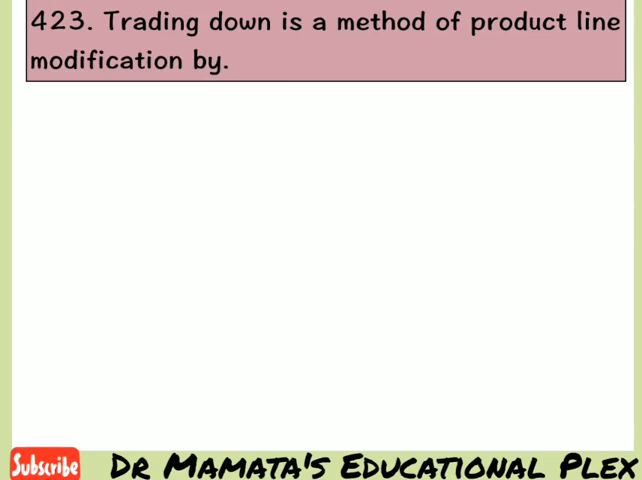 423. Trading down is a method of product line
modification by.
Subscribe
DR MAMATA'S EDUCATIONAL PLEX